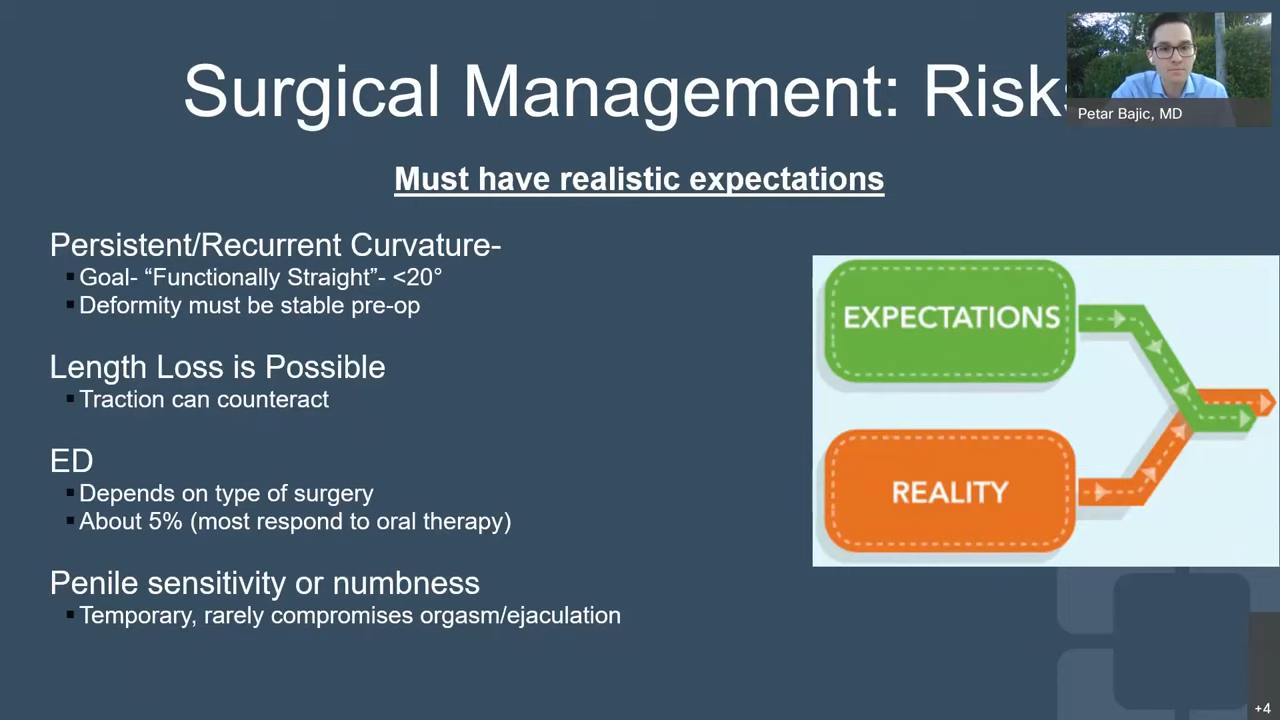 Surgical Management: Risk
Petar Bajic, MD
Must have realistic expectations
Persistent/Recurrent Curvature-
Goal- “Functionally Straight”- <20°
Deformity must be stable pre-op
Length Loss is Possible
Traction can counteract
ED
Depends on type of surgery
About 5% (most respond to oral therapy)
Penile sensitivity or numbness
Temporary, rarely compromises orgasm/ejaculation
EXPECTATIONS
REALITY
+4